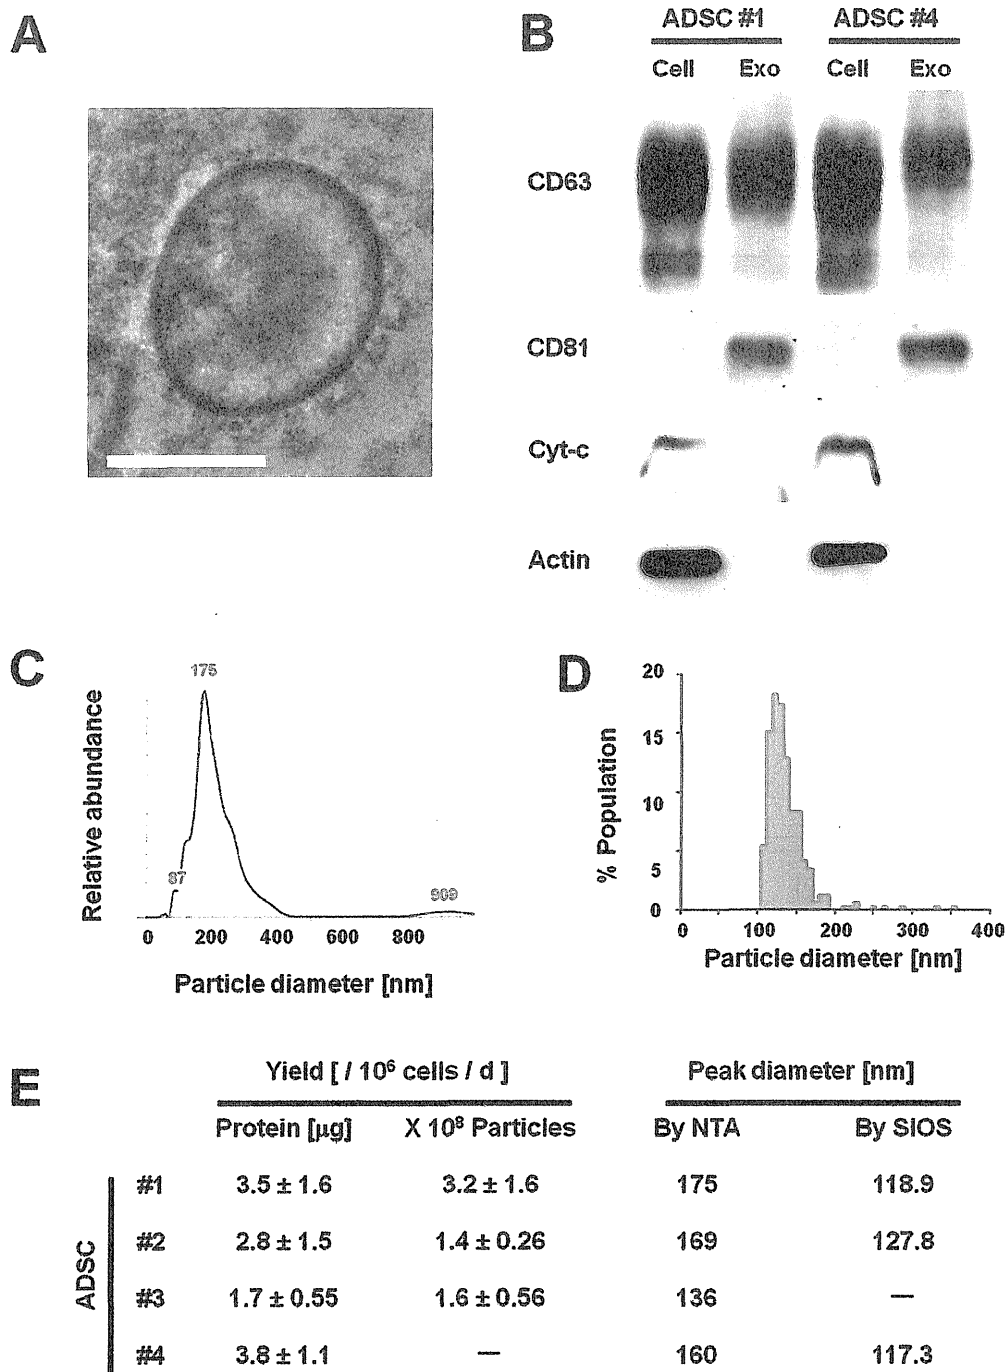 A
B
ADSC #1 ADSC #4
Cell Exo Cell Exo
CD63
CD81
Cyt-c
Actin
C
175
87
909
Relative abundance
0 200 400 600 800
Particle diameter [nm]
D
20
15
10
5
0
% Population
0 100 200 300 400
Particle diameter [nm]
E
Yield [ / 10⁶ cells / d ] Peak diameter [nm]
Protein [µg] X 10⁸ Particles By NTA By SIOS
ADSC
#1 3.5 ± 1.6 3.2 ± 1.6 175 118.9
#2 2.8 ± 1.5 1.4 ± 0.26 169 127.8
#3 1.7 ± 0.55 1.6 ± 0.56 136 —
#4 3.8 ± 1.1 — 160 117.3